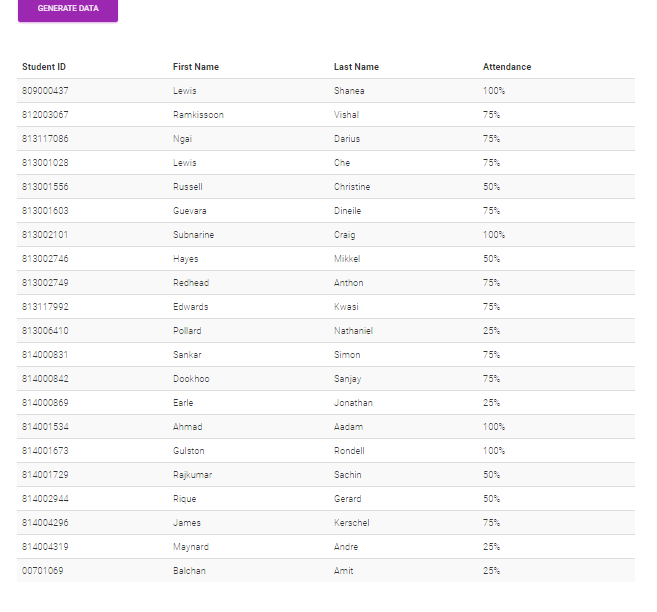 GENERATE DATA
Student ID First Name Last Name Attendance
809000437 Lewis Shanea 100%
812003067 Ramkissoon Vishal 75%
813117086 Ngai Darius 75%
813001028 Lewis Che 75%
813001556 Russell Christine 50%
813001603 Guevara Dineile 75%
813002101 Subnarine Craig 100%
813002746 Hayes Mikkel 50%
813002749 Redhead Anthon 75%
813117992 Edwards Kwasi 75%
813006410 Pollard Nathaniel 25%
814000831 Sankar Simon 75%
814000842 Dookhoo Sanjay 75%
814000869 Earle Jonathan 25%
814001534 Ahmad Aadam 100%
814001673 Gulston Rondell 100%
814001729 Rajkumar Sachin 50%
814002944 Rique Gerard 50%
814004296 James Kerschel 75%
814004319 Maynard Andre 25%
00701069 Balchan Amit 25%